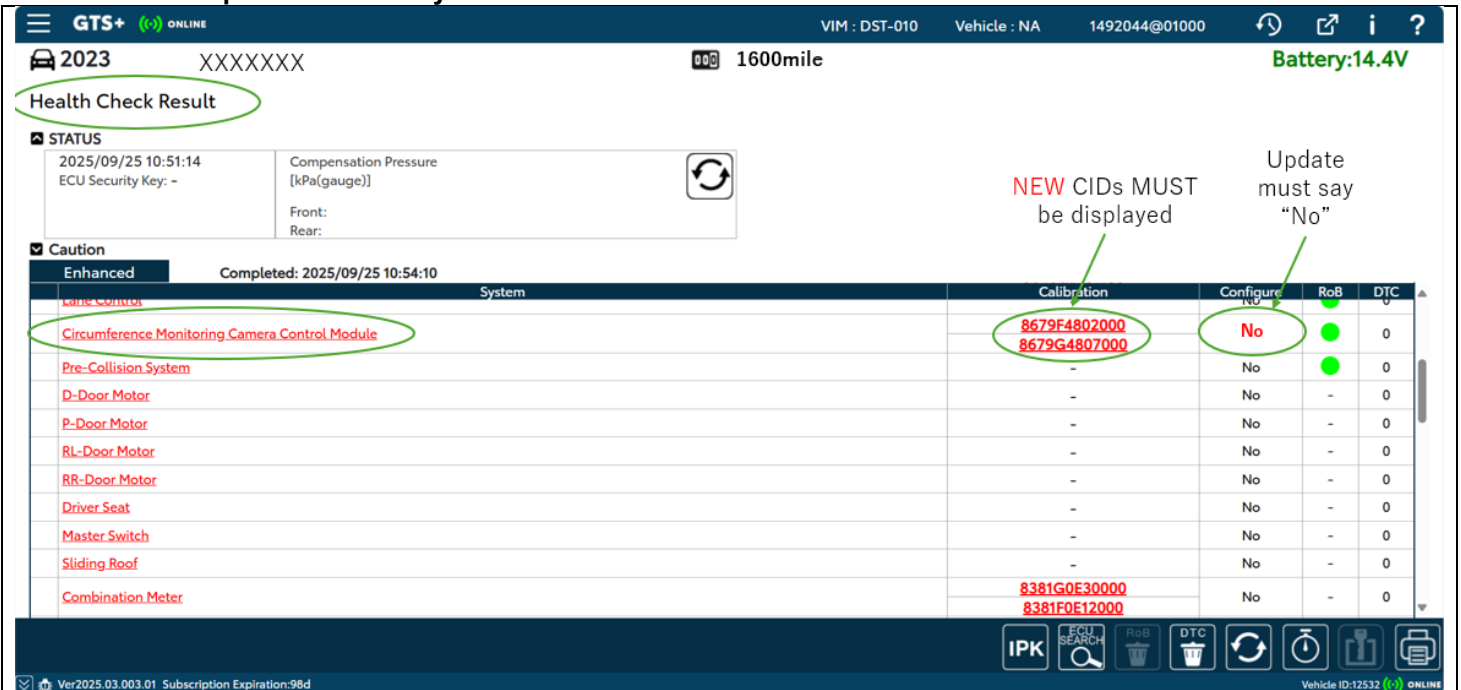 GTS+ ONLINE VIM : DST-010 Vehicle : NA 1492044@01000 i ?
2023 XXXXXXX 000 1600mile Battery:14.4V
Health Check Result
STATUS
2025/09/25 10:51:14
ECU Security Key: -
Compensation Pressure
[kPa(gauge)]
Front:
Rear:
NEW CIDs MUST
be displayed
Update
must say
“No”
Caution
Enhanced Completed: 2025/09/25 10:54:10
System Calibration Configure RoB DTC
Lane Control No 0
Circumference Monitoring Camera Control Module 8679F4802000 No 0
8679G4807000
Pre-Collision System - No 0
D-Door Motor - No - 0
P-Door Motor - No - 0
RL-Door Motor - No - 0
RR-Door Motor - No - 0
Driver Seat - No - 0
Master Switch - No - 0
Sliding Roof - No - 0
Combination Meter 8381G0E30000 No - 0
8381F0E12000
IPK ECU SEARCH RoB DTC
Ver2025.03.003.01 Subscription Expiration:98d Vehicle ID:12532 ONLINE